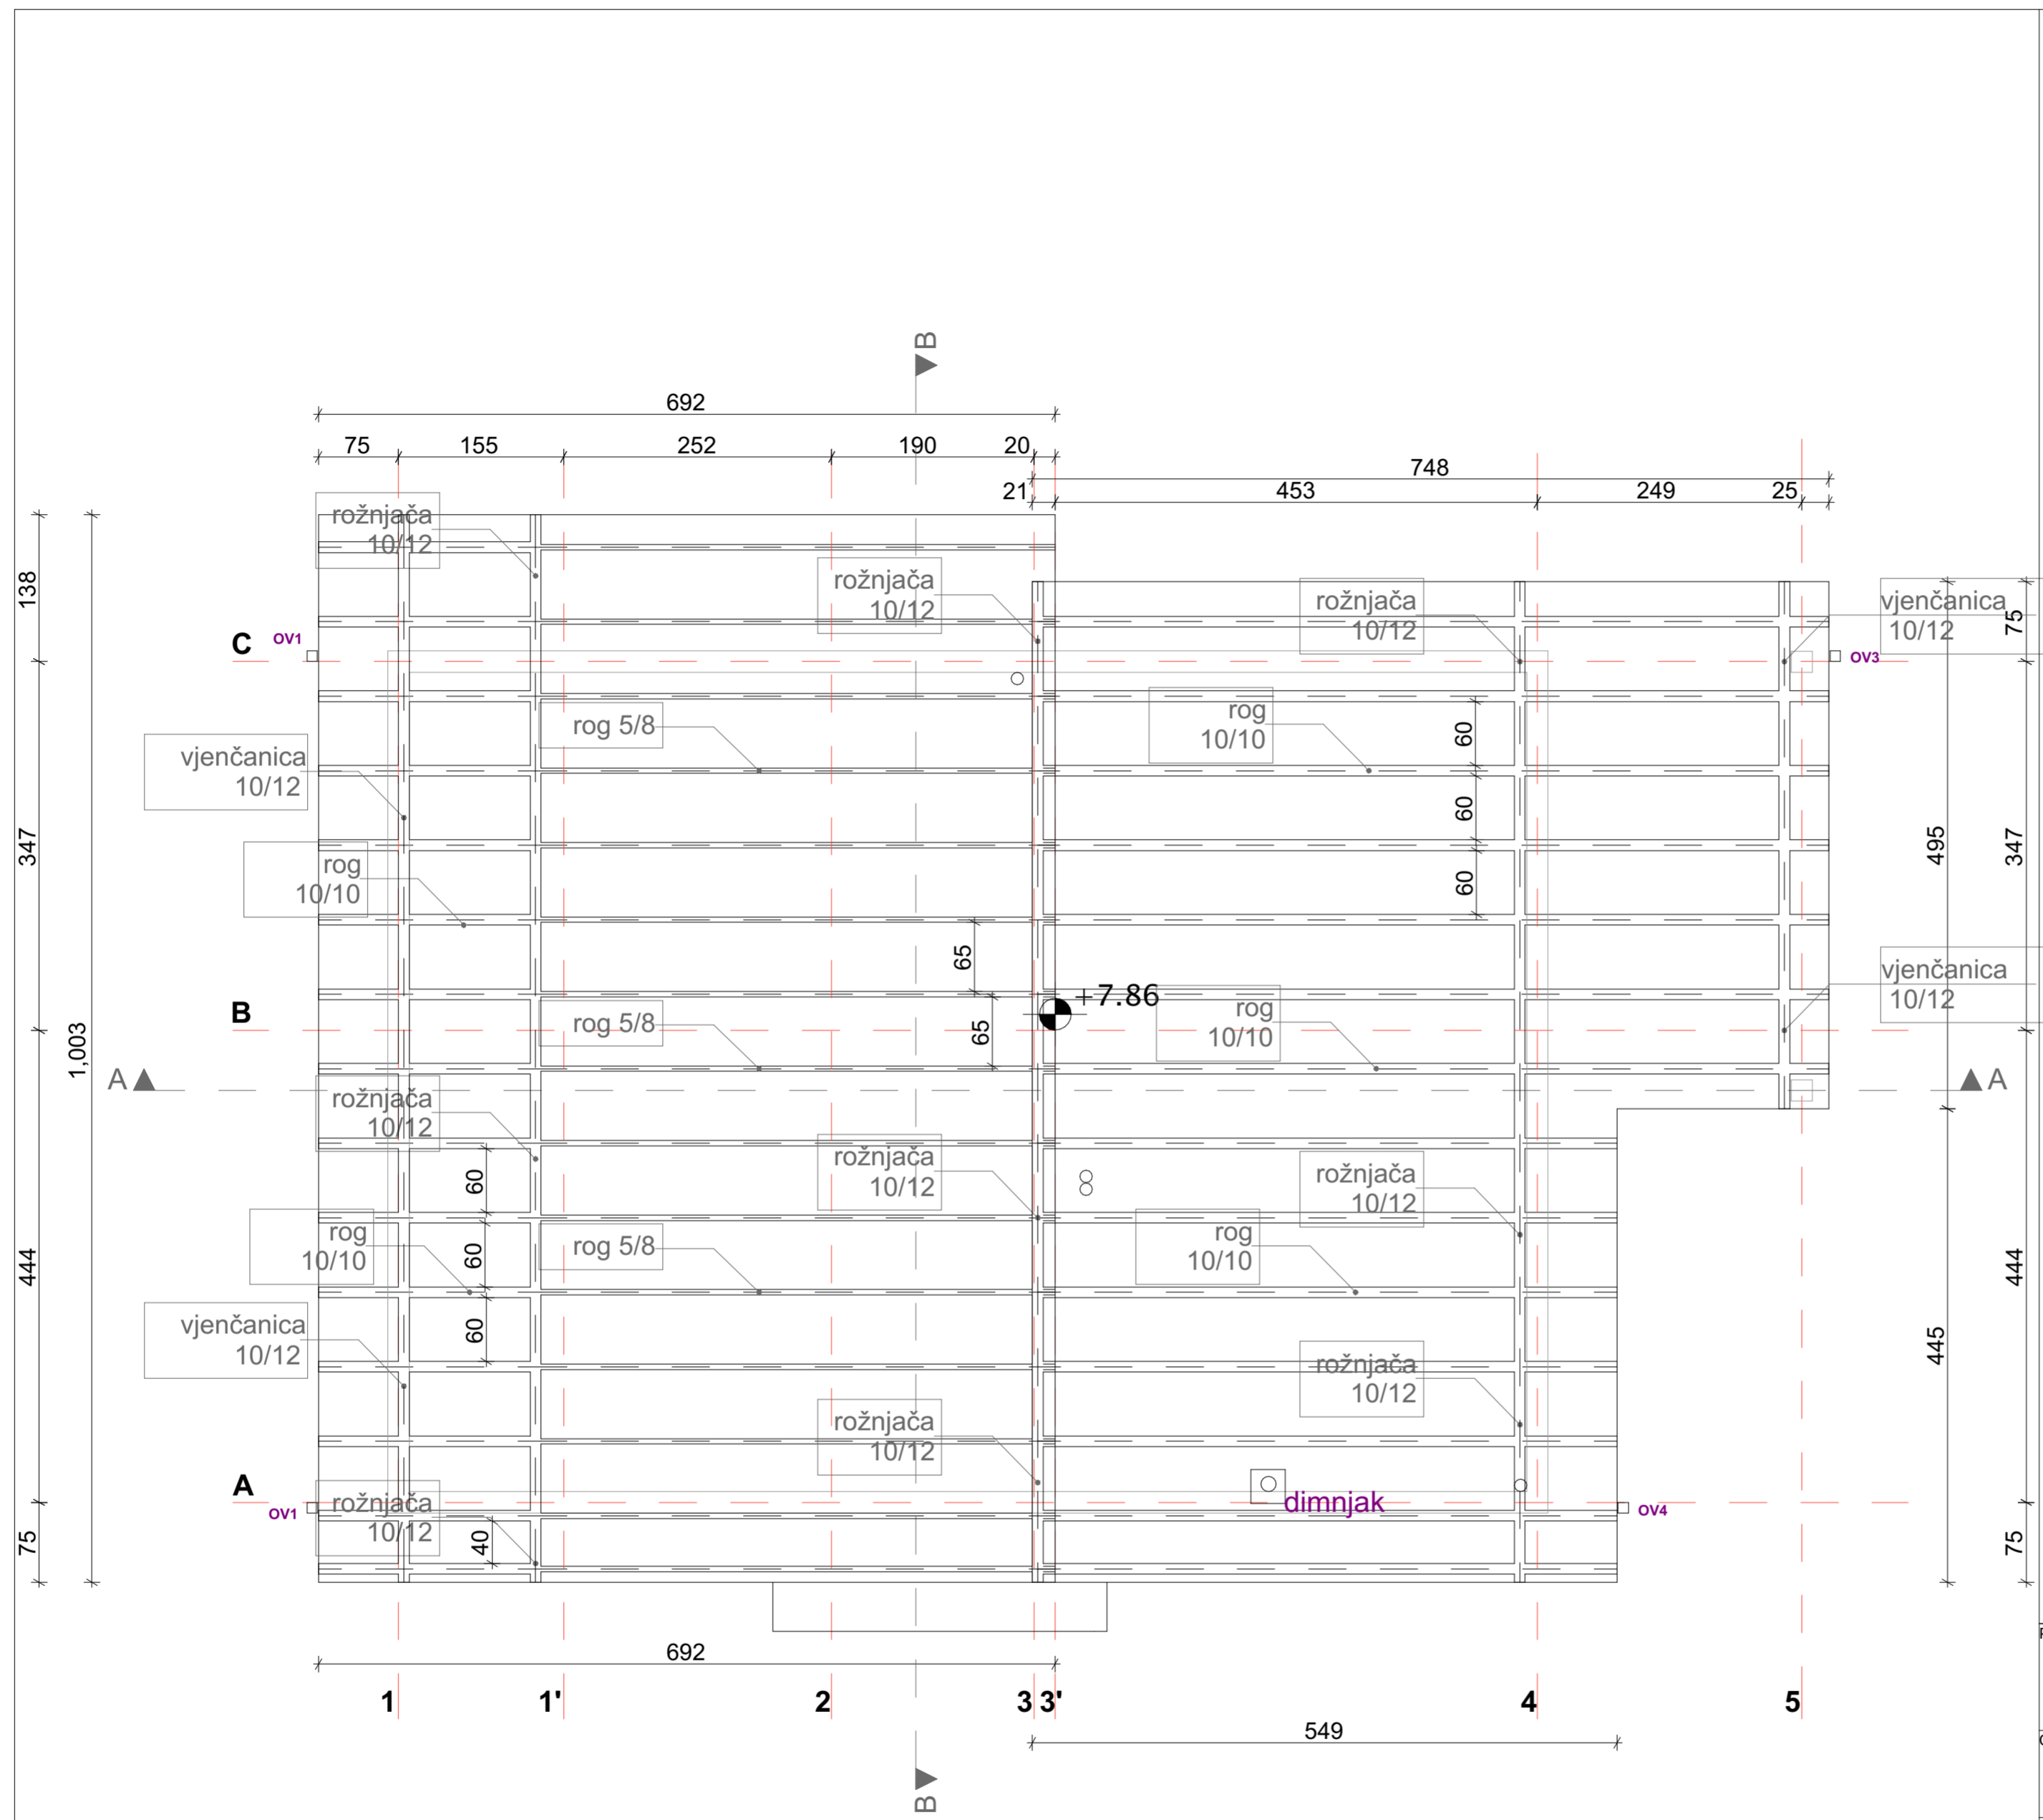 B
692
75
155
252
190
20
748
21
453
249
25
rožnjača
10/12
rožnjača
10/12
rožnjača
10/12
vjenčanica
10/12
138
75
C
OV1
OV3
rog 5/8
rog
10/10
60
vjenčanica
10/12
60
347
rog
10/10
60
495
347
65
vjenčanica
10/12
+7.86
B
rog 5/8
65
rog
10/10
1,003
A
A
rožnjača
10/12
rožnjača
10/12
rožnjača
10/12
60
rog
10/10
60
rog 5/8
rog
10/10
444
444
vjenčanica
10/12
60
445
rožnjača
10/12
rožnjača
10/12
A
OV1
rožnjača
10/12
dimnjak
OV4
75
40
75
692
1
1'
2
3
3'
4
5
549
B